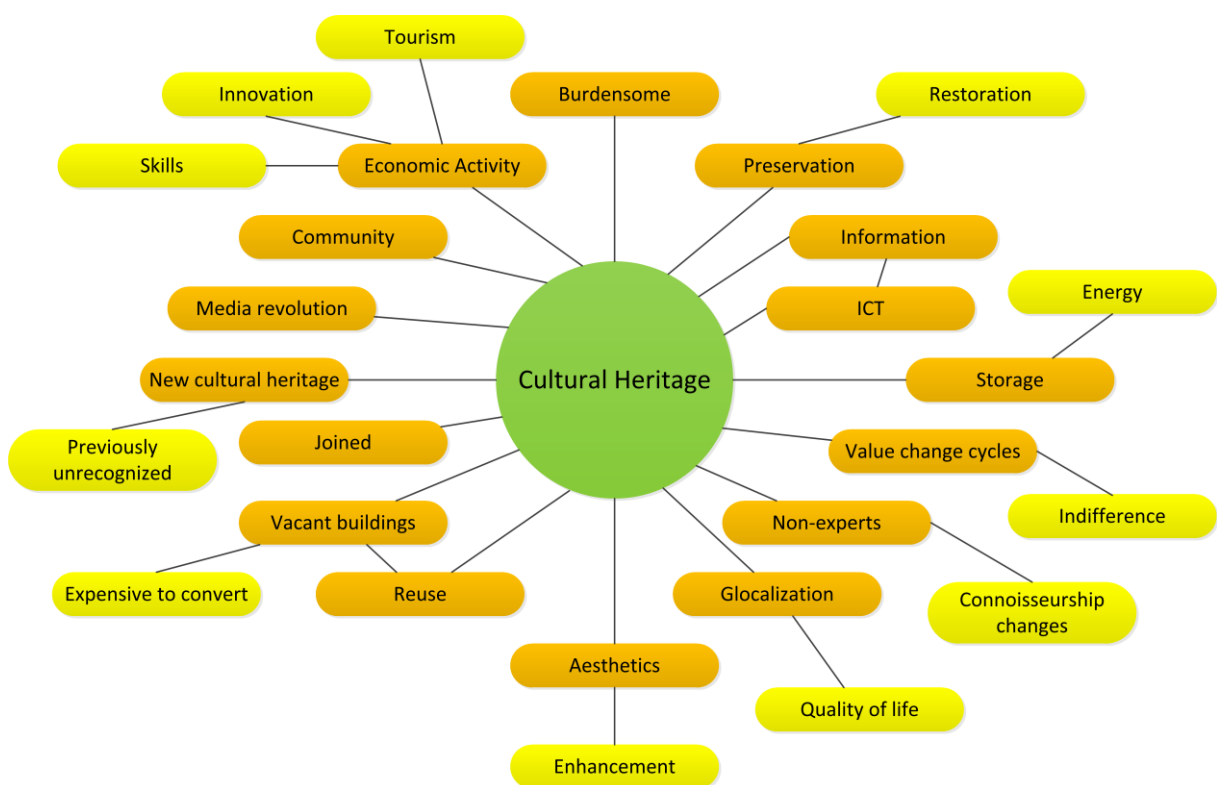 Tourism
Innovation
Burdensome
Restoration
Skills
Economic Activity
Preservation
Community
Information
Media revolution
ICT
Energy
New cultural heritage
Cultural Heritage
Storage
Previously
unrecognized
Joined
Value change cycles
Vacant buildings
Non-experts
Indifference
Expensive to convert
Reuse
Glocalization
Connoisseurship
changes
Aesthetics
Quality of life
Enhancement